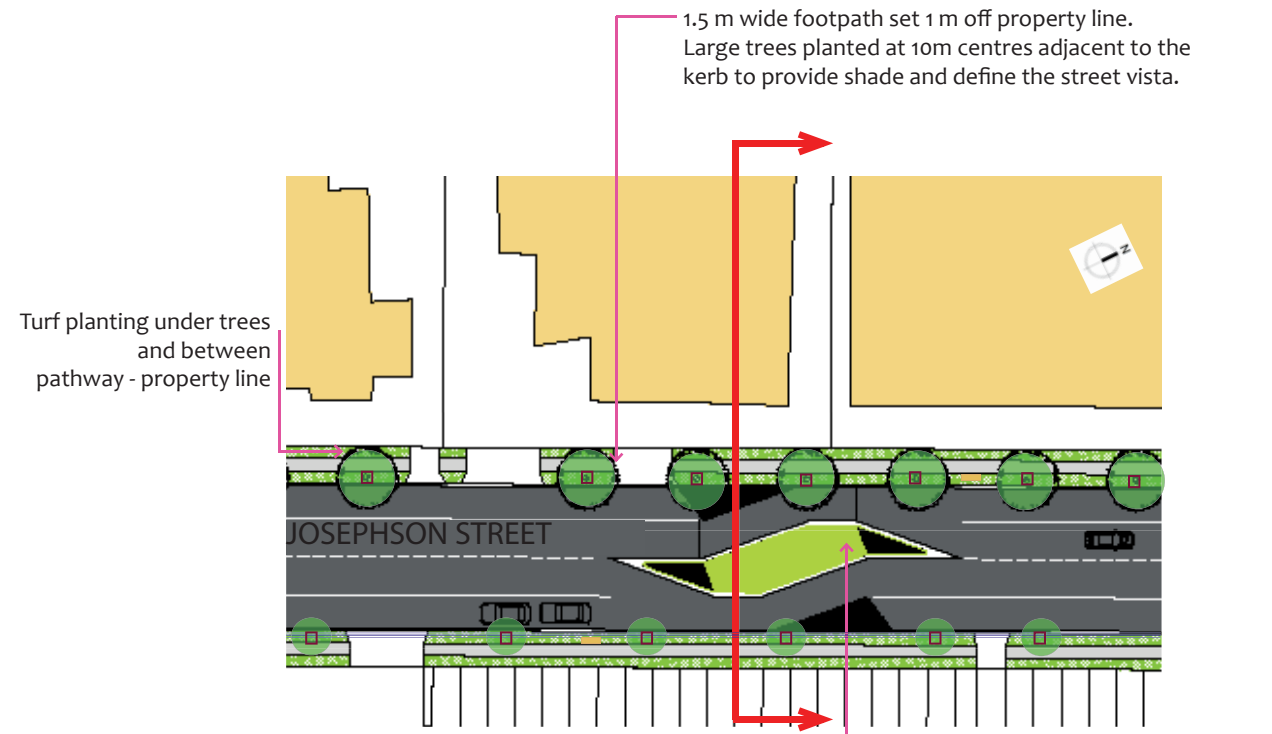 1.5 m wide footpath set 1 m off property line.
Large trees planted at 10m centres adjacent to the
kerb to provide shade and define the street vista.
N
Turf planting under trees
and between
pathway - property line
JOSEPHSON STREET